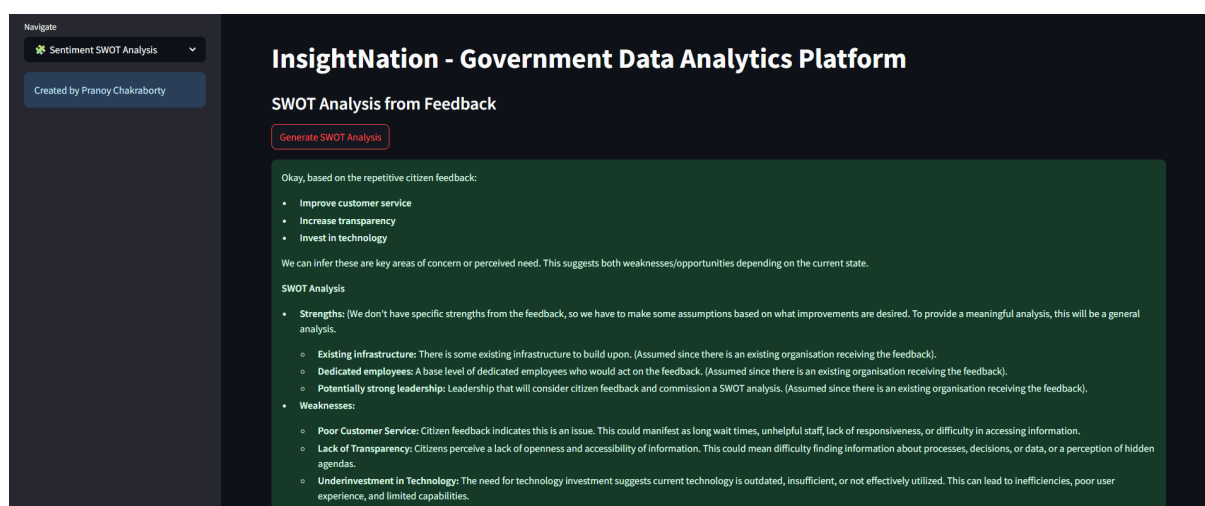 Navigate
🧩 Sentiment SWOT Analysis
Created by Pranoy Chakraborty
InsightNation - Government Data Analytics Platform
SWOT Analysis from Feedback
Generate SWOT Analysis
Okay, based on the repetitive citizen feedback:
• Improve customer service
• Increase transparency
• Invest in technology
We can infer these are key areas of concern or perceived need. This suggests both weaknesses/opportunities depending on the current state.
SWOT Analysis
• Strengths: (We don't have specific strengths from the feedback, so we have to make some assumptions based on what improvements are desired. To provide a meaningful analysis, this will be a general
analysis.
◦ Existing infrastructure: There is some existing infrastructure to build upon. (Assumed since there is an existing organisation receiving the feedback).
◦ Dedicated employees: A base level of dedicated employees who would act on the feedback. (Assumed since there is an existing organisation receiving the feedback).
◦ Potentially strong leadership: Leadership that will consider citizen feedback and commission a SWOT analysis. (Assumed since there is an existing organisation receiving the feedback).
• Weaknesses:
◦ Poor Customer Service: Citizen feedback indicates this is an issue. This could manifest as long wait times, unhelpful staff, lack of responsiveness, or difficulty in accessing information.
◦ Lack of Transparency: Citizens perceive a lack of openness and accessibility of information. This could mean difficulty finding information about processes, decisions, or data, or a perception of hidden
agendas.
◦ Underinvestment in Technology: The need for technology investment suggests current technology is outdated, insufficient, or not effectively utilized. This can lead to inefficiencies, poor user
experience, and limited capabilities.